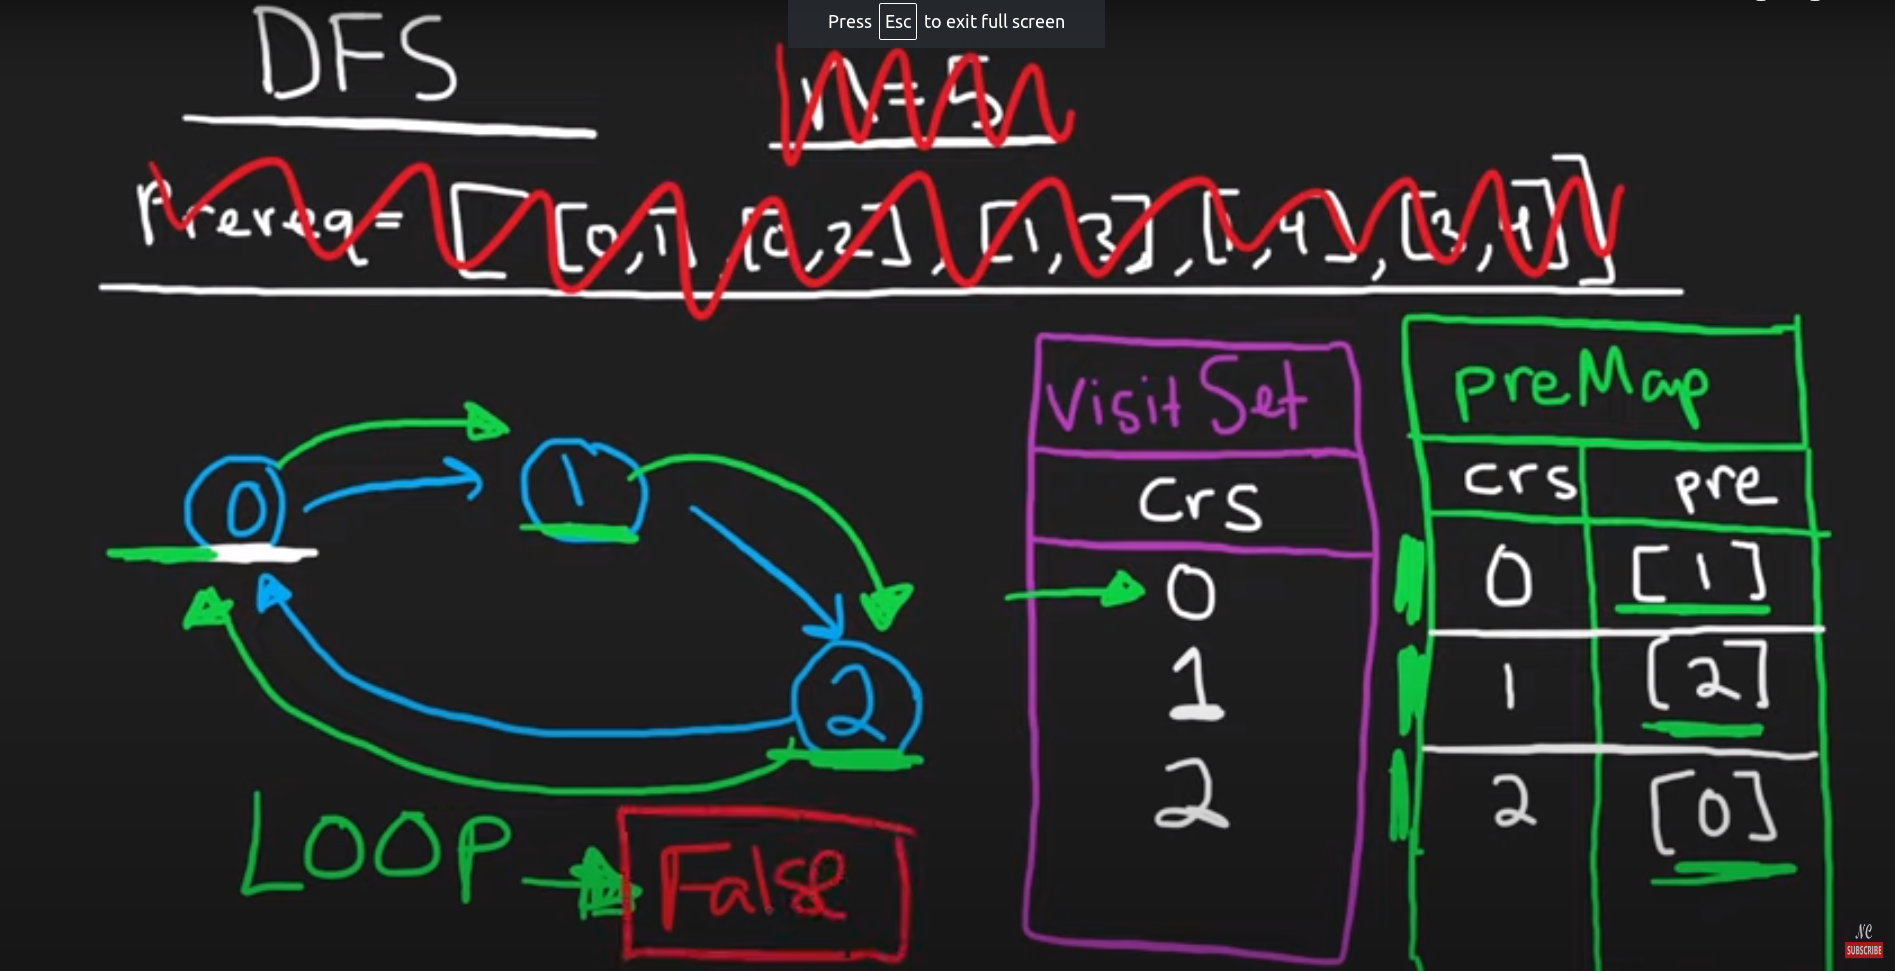 Press Esc to exit full screen
DFS
n = 5
Prereq = [[0,1], [0,2], [1,3], [1,4], [3,4]]
0
1
2
LOOP
False
visit Set
crs
0
1
2
preMap
crs pre
0 [1]
1 [2]
2 [0]
NC
SUBSCRIBE